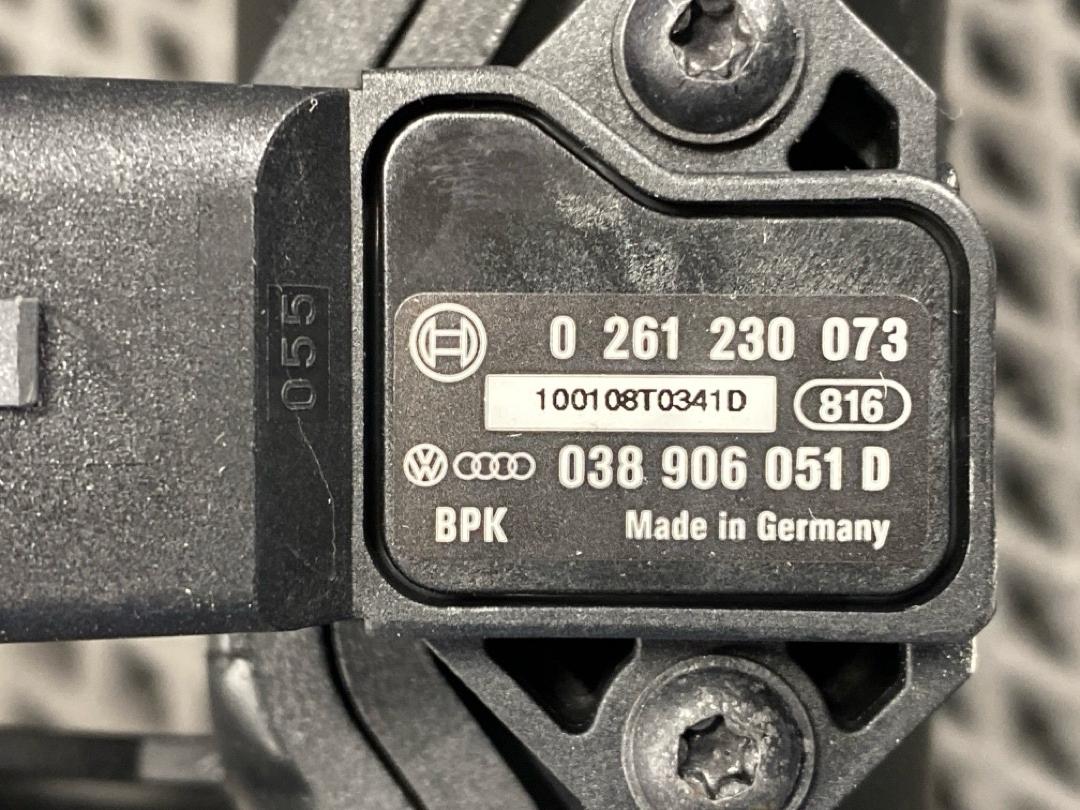 055
0 261 230 073
100108T0341D
816
038 906 051 D
BPK
Made in Germany